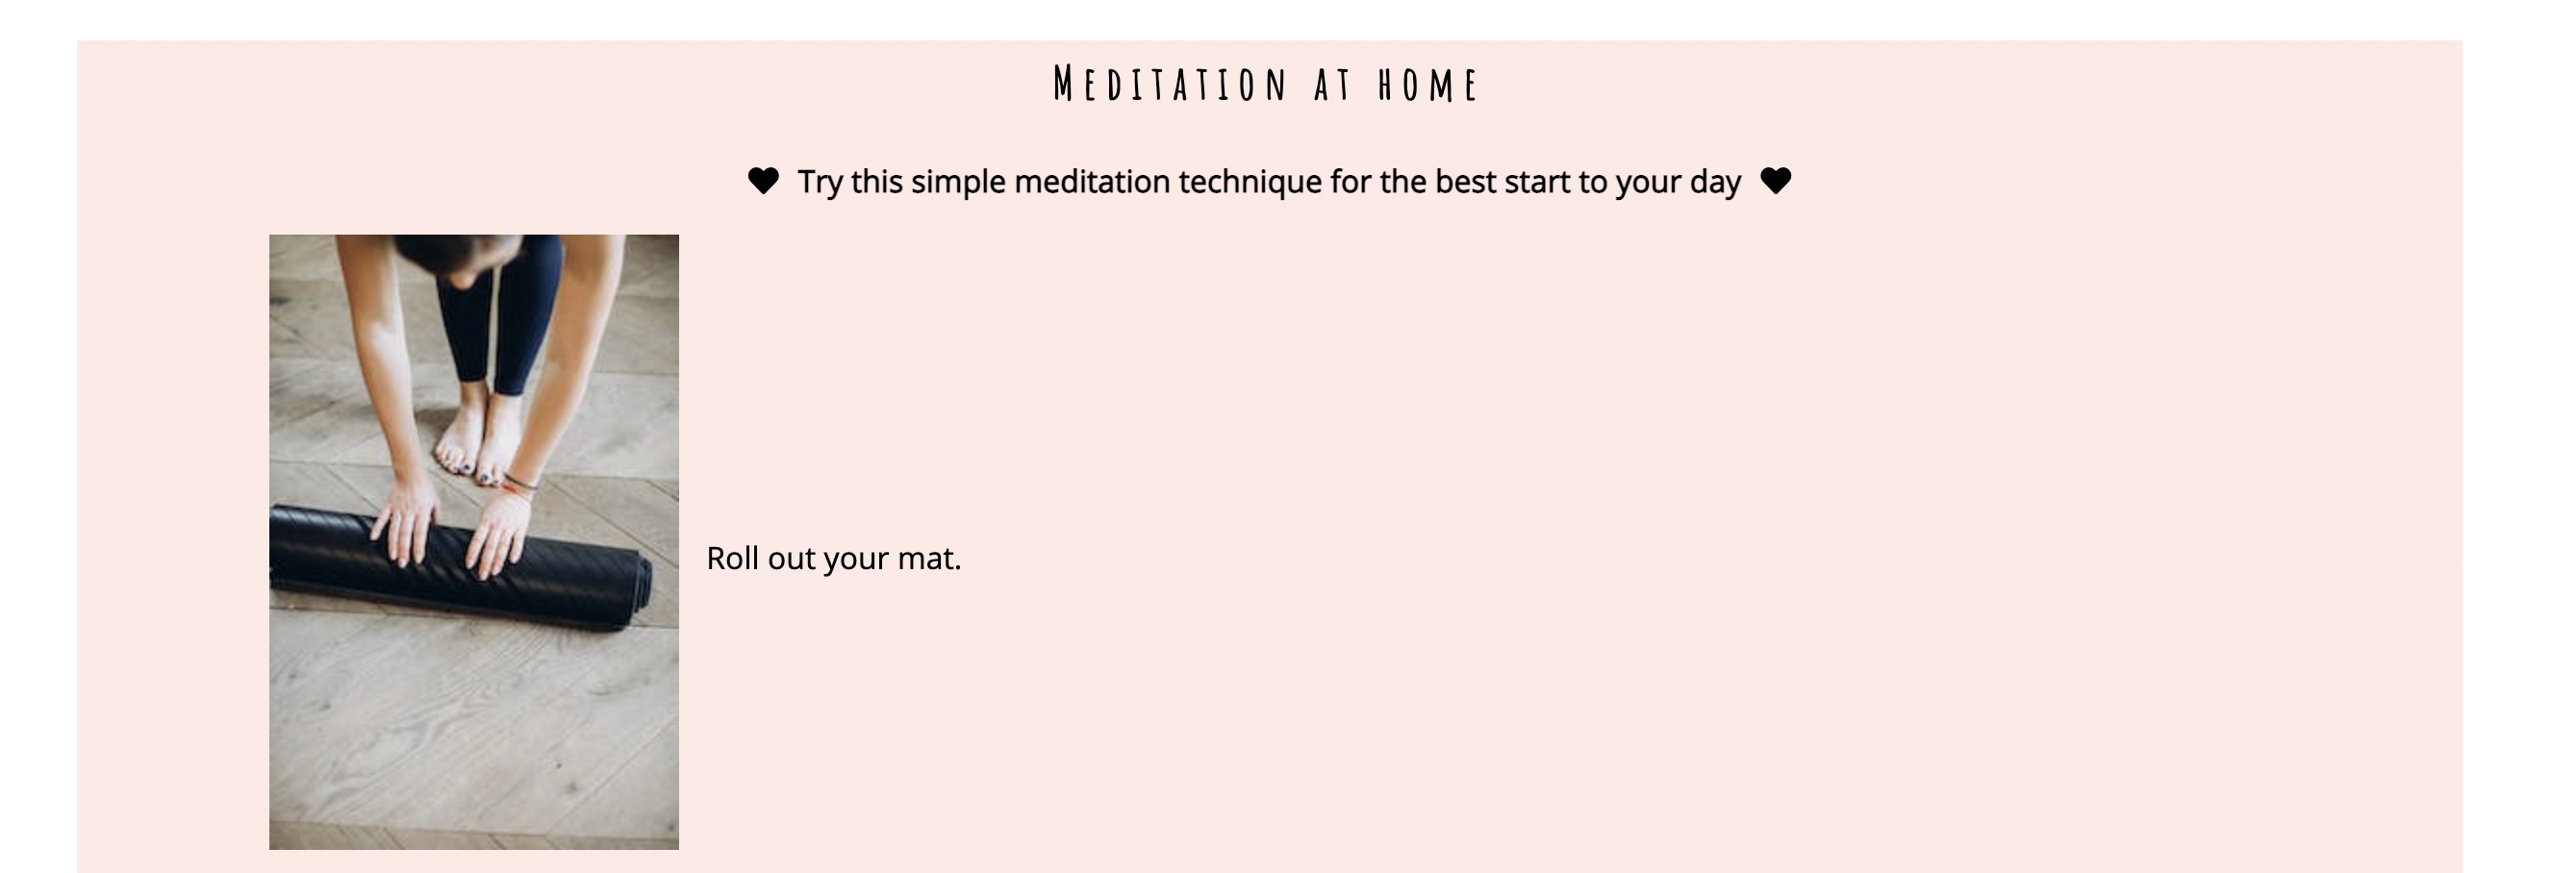 Meditation at home
♥ Try this simple meditation technique for the best start to your day ♥
Roll out your mat.